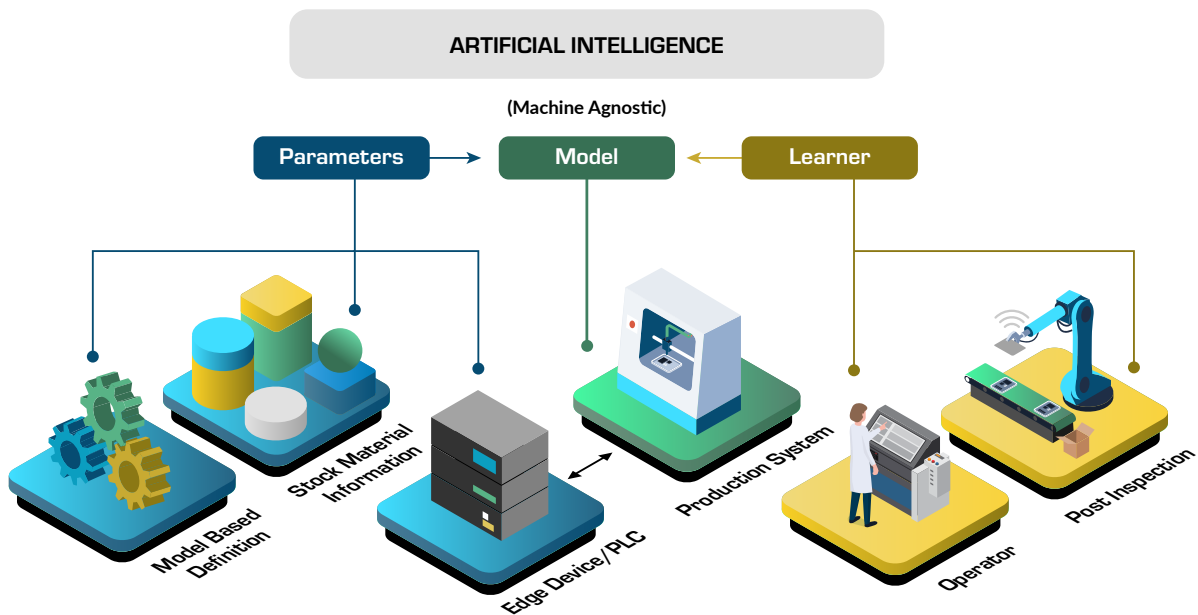 ARTIFICIAL INTELLIGENCE
(Machine Agnostic)
Parameters
Model
Learner
Model Based
Definition
Stock Material
Information
Edge Device/PLC
Production System
Operator
Post Inspection